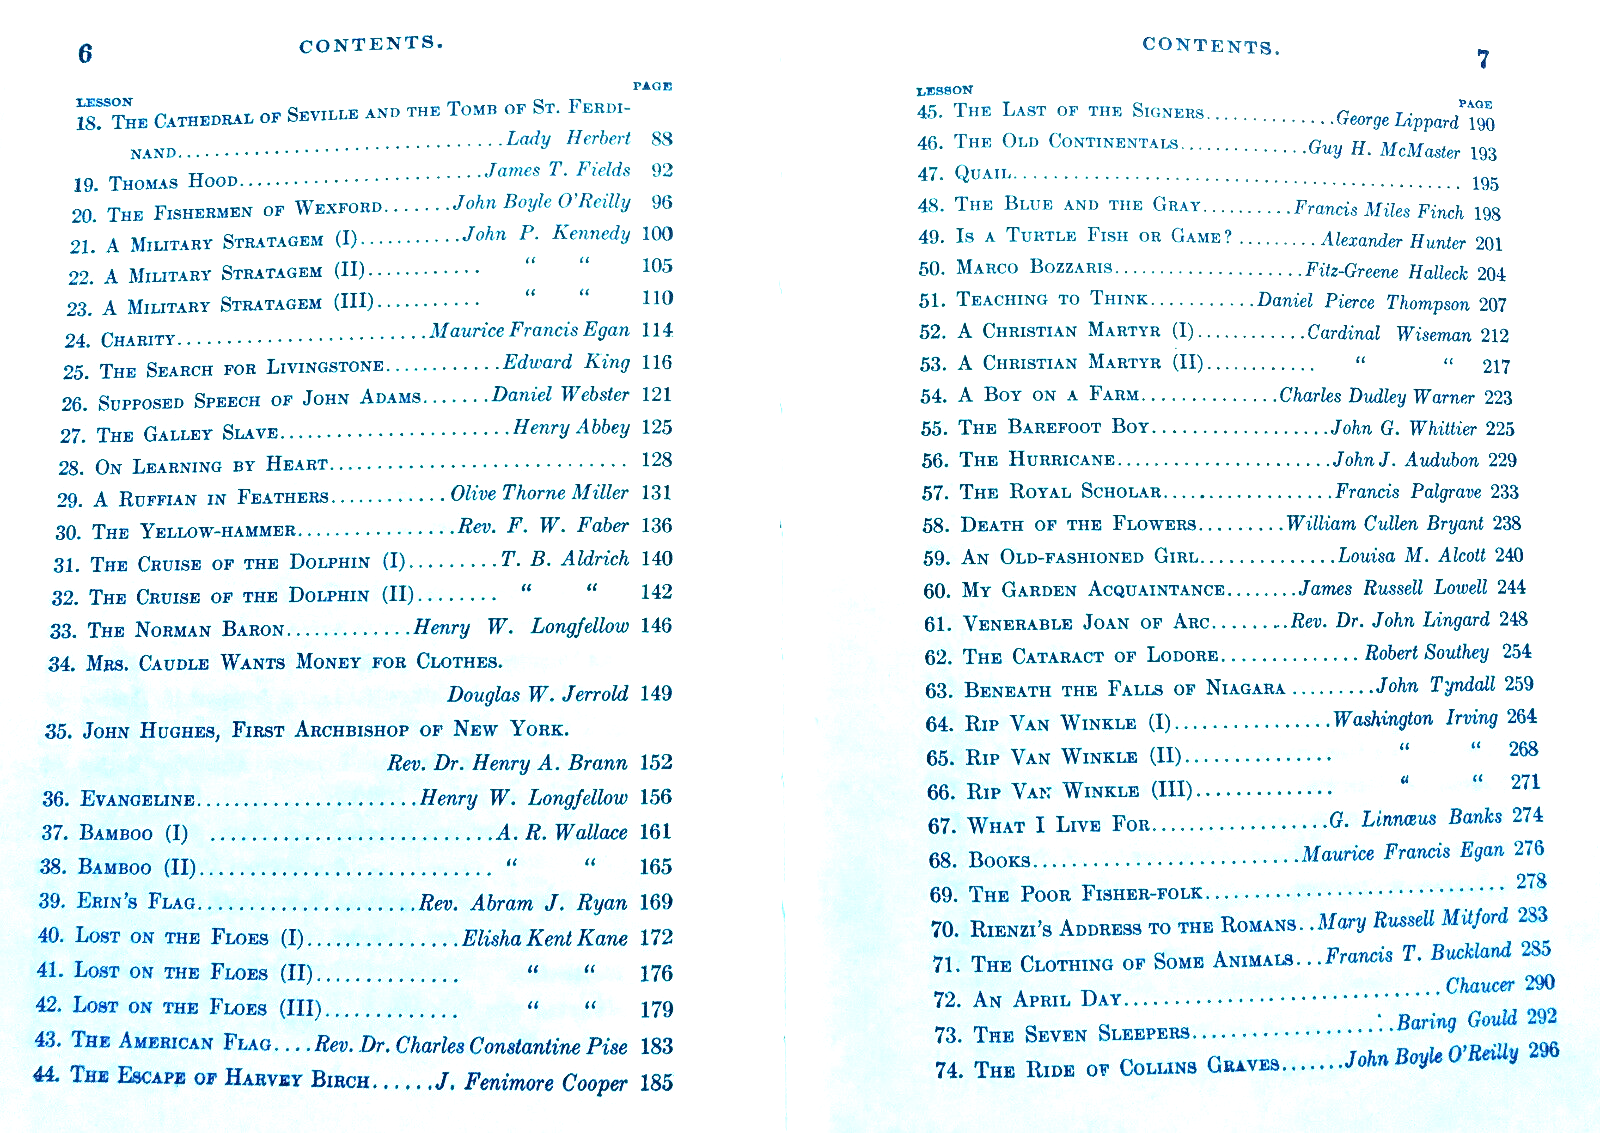 6 CONTENTS.
LESSON PAGE
18. THE CATHEDRAL OF SEVILLE AND THE TOMB OF ST. FERDI-
NAND................................Lady Herbert 88
19. THOMAS HOOD..........................James T. Fields 92
20. THE FISHERMEN OF WEXFORD.......John Boyle O'Reilly 96
21. A MILITARY STRATAGEM (I)...........John P. Kennedy 100
22. A MILITARY STRATAGEM (II)............ “ “ 105
23. A MILITARY STRATAGEM (III)........... “ “ 110
24. CHARITY...........................Maurice Francis Egan 114
25. THE SEARCH FOR LIVINGSTONE............Edward King 116
26. SUPPOSED SPEECH OF JOHN ADAMS.......Daniel Webster 121
27. THE GALLEY SLAVE.........................Henry Abbey 125
28. ON LEARNING BY HEART.......................... 128
29. A RUFFIAN IN FEATHERS............Olive Thorne Miller 131
30. THE YELLOW-HAMMER.................Rev. F. W. Faber 136
31. THE CRUISE OF THE DOLPHIN (I).........T. B. Aldrich 140
32. THE CRUISE OF THE DOLPHIN (II)........ “ “ 142
33. THE NORMAN BARON.............Henry W. Longfellow 146
34. MRS. CAUDLE WANTS MONEY FOR CLOTHES.
Douglas W. Jerrold 149
35. JOHN HUGHES, FIRST ARCHBISHOP OF NEW YORK.
Rev. Dr. Henry A. Brann 152
36. EVANGELINE.....................Henry W. Longfellow 156
37. BAMBOO (I) .........................A. R. Wallace 161
38. BAMBOO (II).......................... “ “ 165
39. ERIN'S FLAG.....................Rev. Abram J. Ryan 169
40. LOST ON THE FLOES (I)..............Elisha Kent Kane 172
41. LOST ON THE FLOES (II)............. “ “ 176
42. LOST ON THE FLOES (III)............ “ “ 179
43. THE AMERICAN FLAG....Rev. Dr. Charles Constantine Pise 183
44. THE ESCAPE OF HARVEY BIRCH......J. Fenimore Cooper 185
CONTENTS. 7
LESSON PAGE
45. THE LAST OF THE SIGNERS..............George Lippard 190
46. THE OLD CONTINENTALS.............Guy H. McMaster 193
47. QUAIL........................................ 195
48. THE BLUE AND THE GRAY..........Francis Miles Finch 198
49. IS A TURTLE FISH OR GAME? .........Alexander Hunter 201
50. MARCO BOZZARIS....................Fitz-Greene Halleck 204
51. TEACHING TO THINK...........Daniel Pierce Thompson 207
52. A CHRISTIAN MARTYR (I)............Cardinal Wiseman 212
53. A CHRISTIAN MARTYR (II)............ “ “ 217
54. A BOY ON A FARM...............Charles Dudley Warner 223
55. THE BAREFOOT BOY...................John G. Whittier 225
56. THE HURRICANE.......................John J. Audubon 229
57. THE ROYAL SCHOLAR..................Francis Palgrave 233
58. DEATH OF THE FLOWERS.........William Cullen Bryant 238
59. AN OLD-FASHIONED GIRL..............Louisa M. Alcott 240
60. MY GARDEN ACQUAINTANCE........James Russell Lowell 244
61. VENERABLE JOAN OF ARC........Rev. Dr. John Lingard 248
62. THE CATARACT OF LODORE..............Robert Southey 254
63. BENEATH THE FALLS OF NIAGARA .........John Tyndall 259
64. RIP VAN WINKLE (I)................Washington Irving 264
65. RIP VAN WINKLE (II)................ “ “ 268
66. RIP VAN WINKLE (III).............. “ “ 271
67. WHAT I LIVE FOR..................G. Linnæus Banks 274
68. BOOKS..........................Maurice Francis Egan 276
69. THE POOR FISHER-FOLK............................ 278
70. RIENZI'S ADDRESS TO THE ROMANS..Mary Russell Mitford 283
71. THE CLOTHING OF SOME ANIMALS...Francis T. Buckland 285
72. AN APRIL DAY...............................Chaucer 290
73. THE SEVEN SLEEPERS....................Baring Gould 292
74. THE RIDE OF COLLINS GRAVES.......John Boyle O'Reilly 296